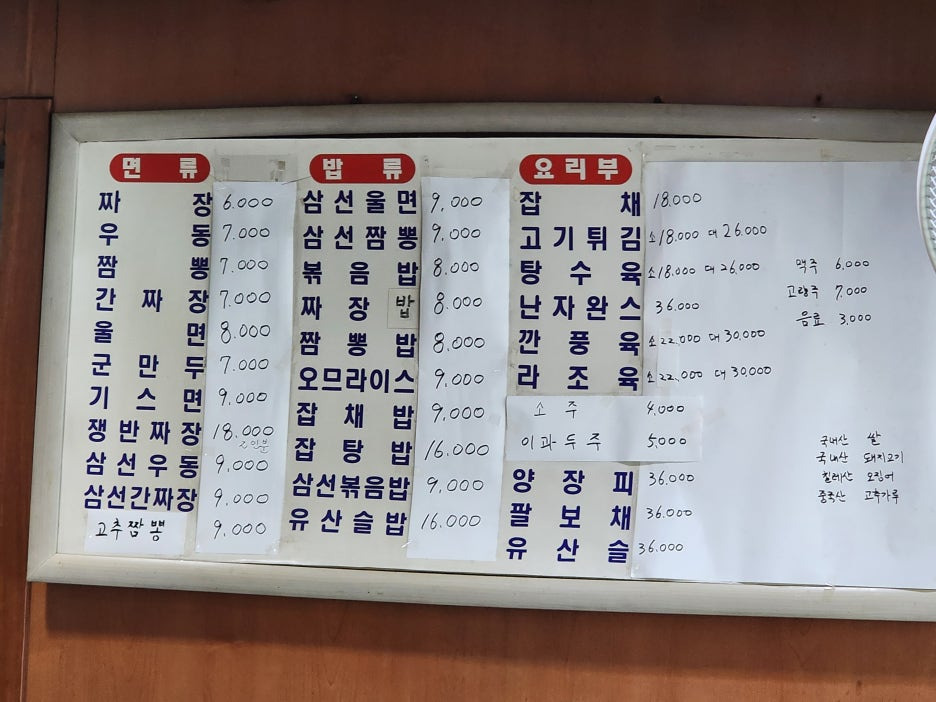 면 류
짜 장 6.000
우 동 7.000
짬 뽕 7.000
간 짜 장 7.000
울 면 8.000
군 만 두 7.000
기 스 면 9.000
쟁 반 짜 장 18.000
2인분
삼 선 우 동 9,000
삼선간짜장 9.000
고추짬뽕 9,000
밥 류
삼 선 울 면 9,000
삼 선 짬 뽕 9.000
볶 음 밥 8.000
짜 장 밥 8.000
짬 뽕 밥 8.000
오므라이스 9,000
잡 채 밥 9,000
잡 탕 밥 16.000
삼선볶음밥 9,000
유 산 슬 밥 16.000
요리부
잡 채 18.000
고 기 튀 김 소18.000 대 26.000
탕 수 육 소18.000 대 26.000
난 자 완 스 36.000
깐 풍 육 소22.000 대 30,000
라 조 육 소22.000 대 30.000
소 주 4.000
이 과 두 주 5.000
양 장 피 36.000
팔 보 채 36.000
유 산 슬 36.000
맥주 6.000
고량주 7.000
음료 3,000
국내산 쌀
국내산 돼지고기
칠레산 오징어
중국산 고추가루